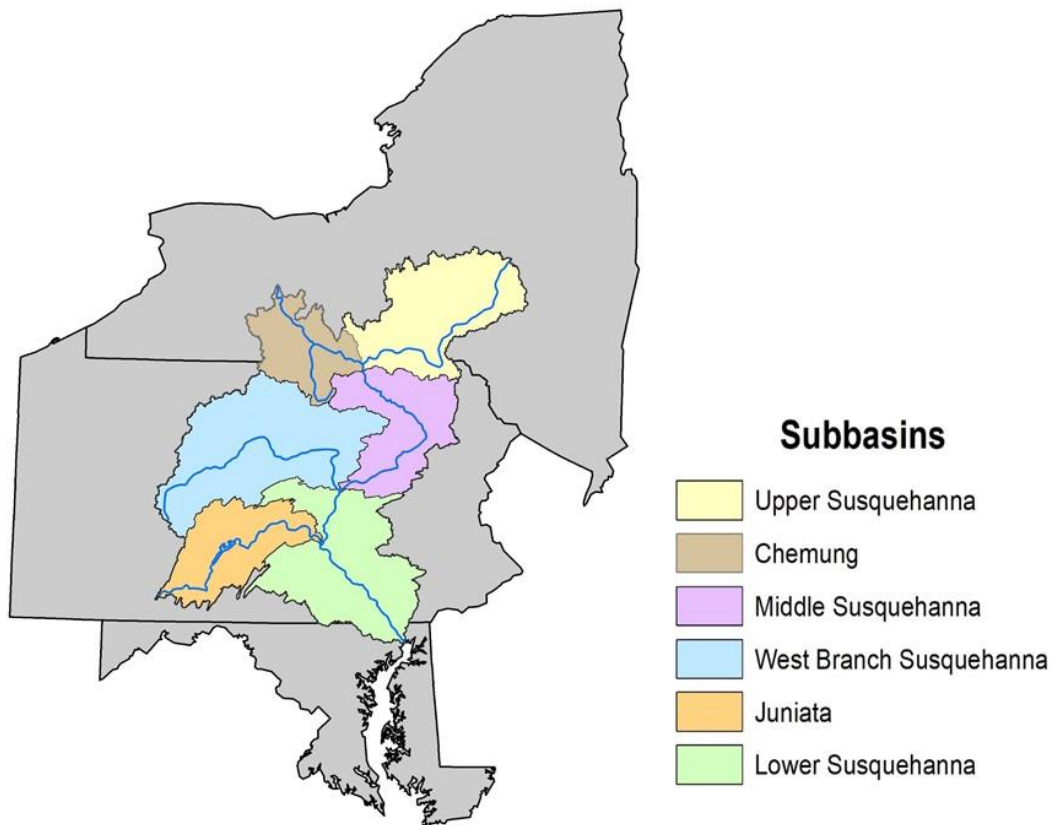 Subbasins
Upper Susquehanna
Chemung
Middle Susquehanna
West Branch Susquehanna
Juniata
Lower Susquehanna